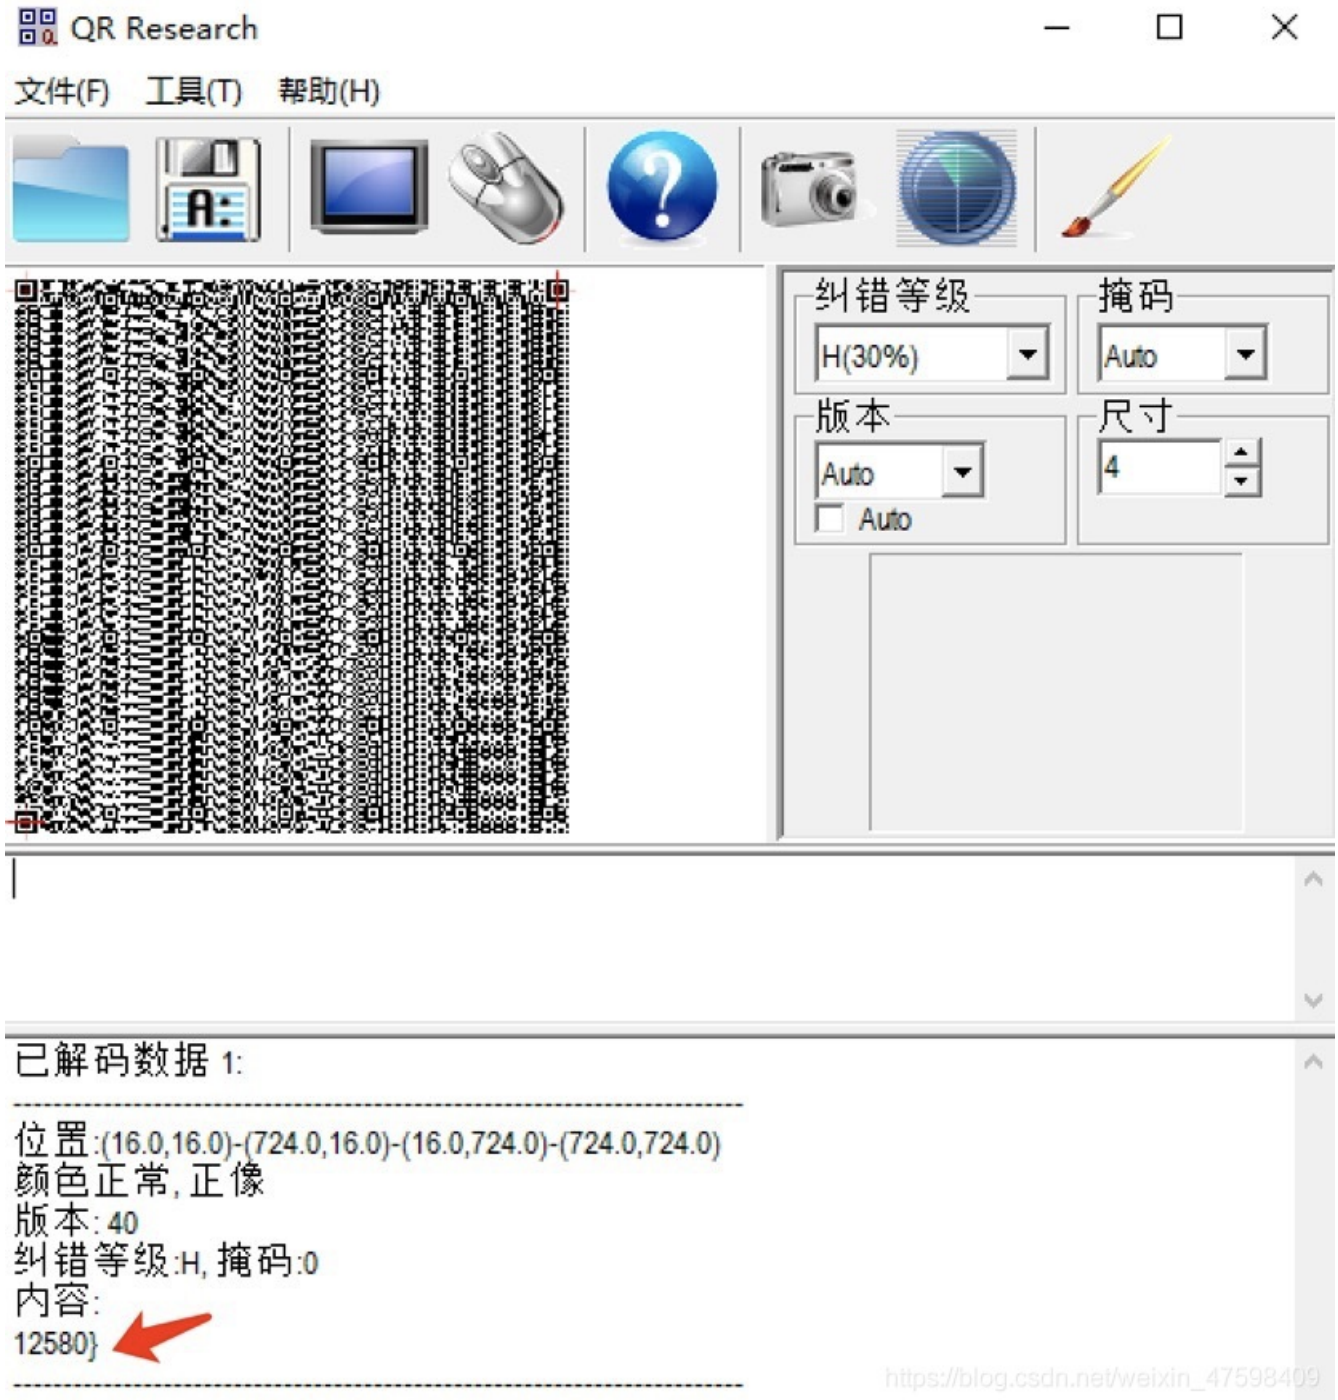 QR Research
文件(F) 工具(T) 帮助(H)
A:
纠错等级 掩码
H(30%) Auto
版本 尺寸
Auto 4
Auto
已解码数据 1:
--------------------------------------------------------------------------------
位置:(16.0,16.0)-(724.0,16.0)-(16.0,724.0)-(724.0,724.0)
颜色正常, 正像
版本: 40
纠错等级:H, 掩码:0
内容:
12580}
--------------------------------------------------------------------------------
https://blog.csdn.net/weixin_47598409